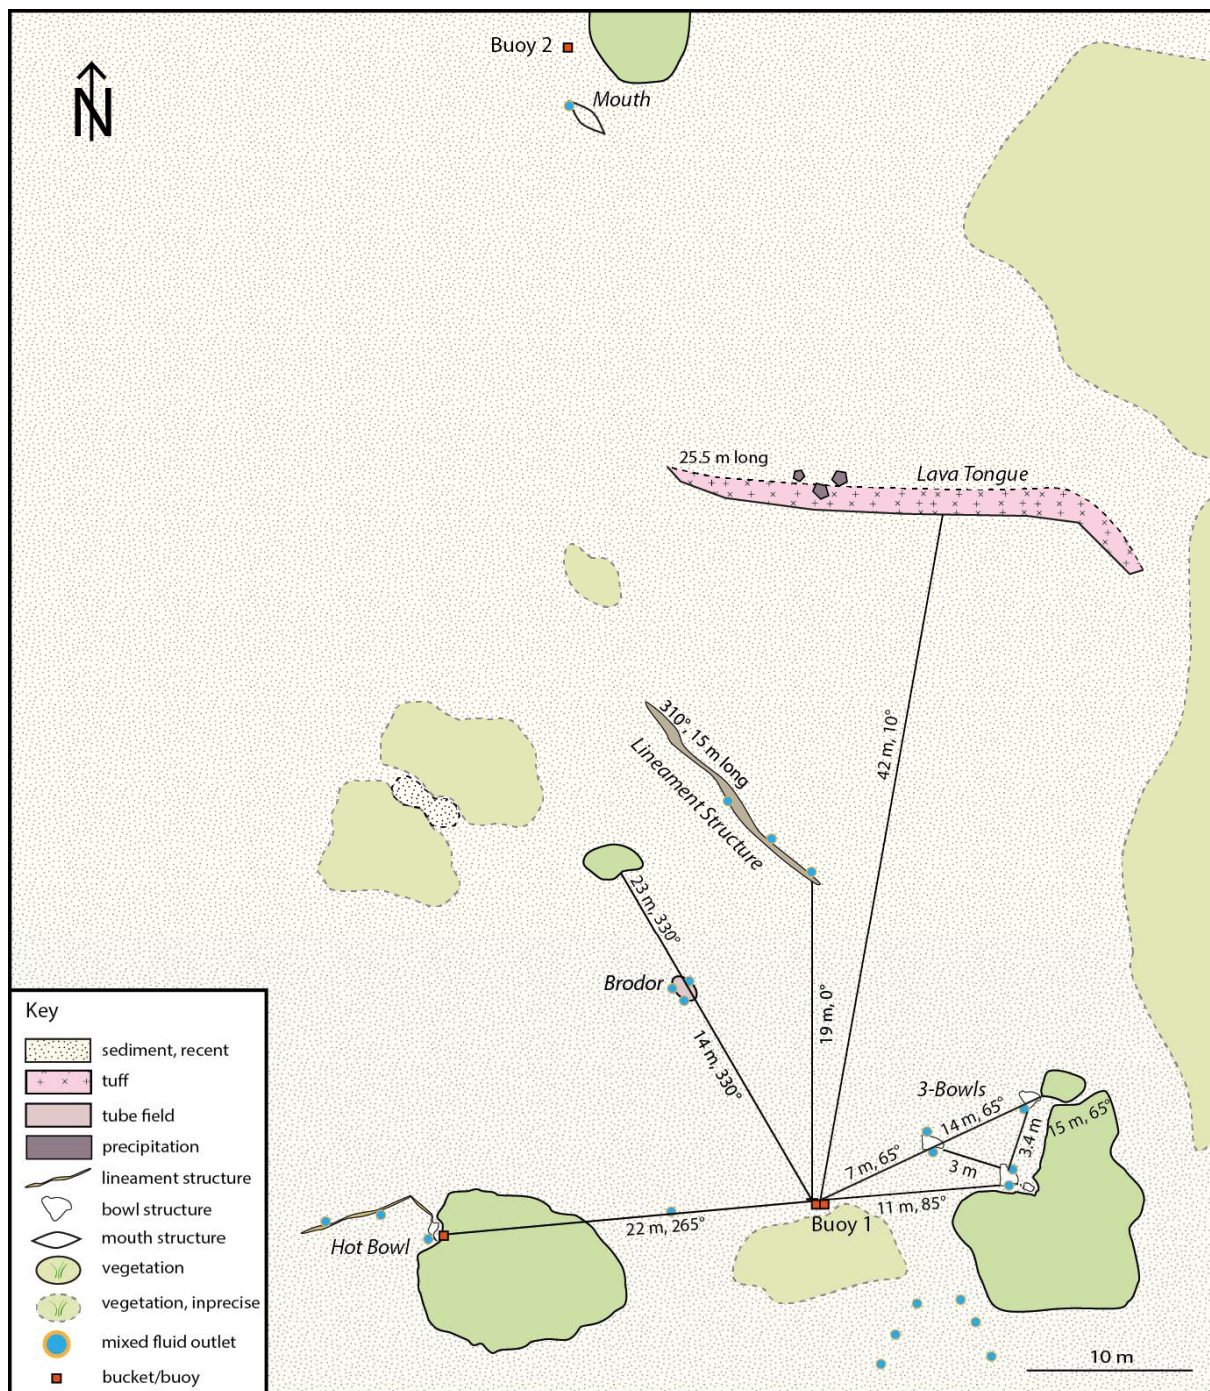 Buoy 2
N
Mouth
25.5 m long
Lava Tongue
310°, 15 m long
Lineament Structure
42 m, 10°
23 m, 330°
Brodor
19 m, 0°
14 m, 330°
3-Bowls
14 m, 65°
15 m, 65°
3.4 m
7 m, 65°
3 m
11 m, 85°
Buoy 1
22 m, 265°
Hot Bowl
10 m
Key
sediment, recent
tuff
tube field
precipitation
lineament structure
bowl structure
mouth structure
vegetation
vegetation, inprecise
mixed fluid outlet
bucket/buoy